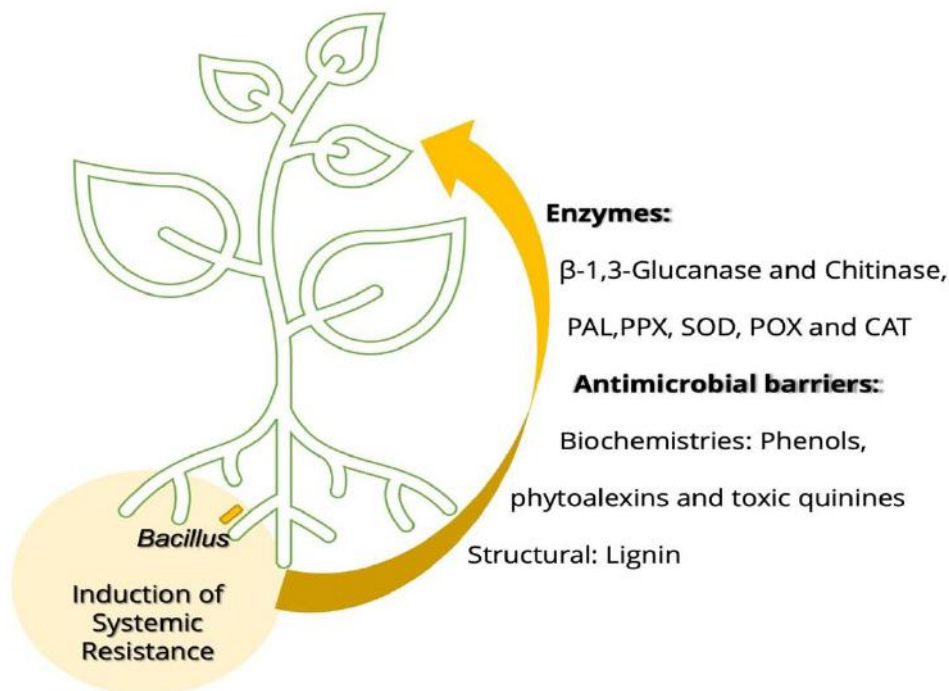 Enzymes:
β-1,3-Glucanase and Chitinase,
PAL,PPX, SOD, POX and CAT
Antimicrobial barriers:
Biochemistries: Phenols,
phytoalexins and toxic quinines
Structural: Lignin
Bacillus
Induction of
Systemic
Resistance